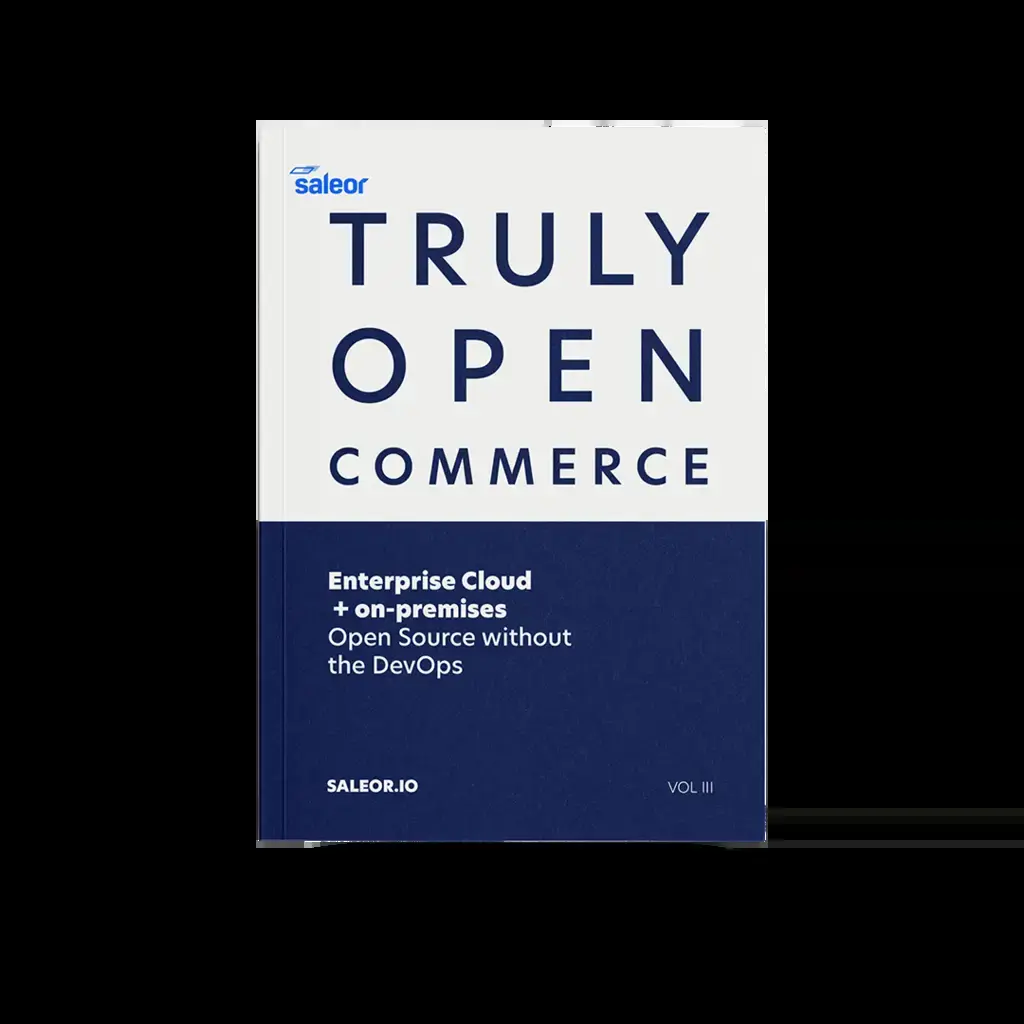 saleor
TRULY
OPEN
COMMERCE
Enterprise Cloud
+ on-premises
Open Source without
the DevOps
SALEOR.IO
VOL III